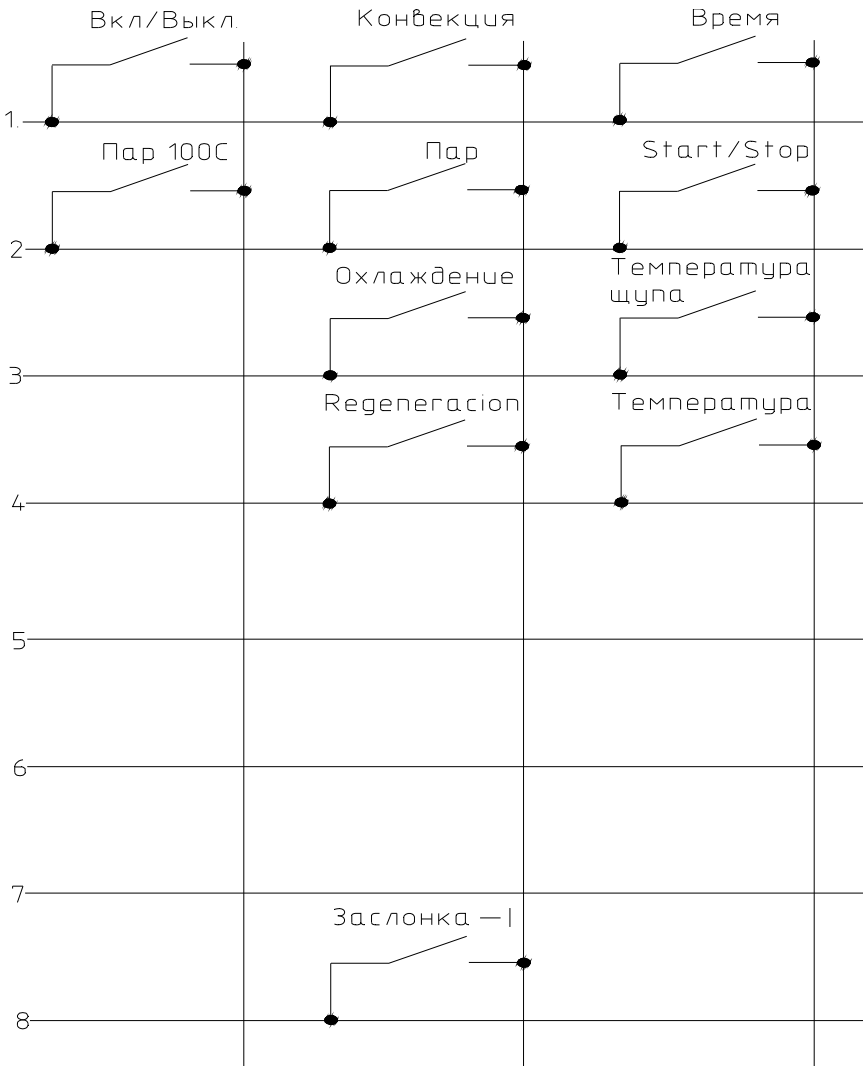 Вкл/Выкл.
Конвекция
Время
1.
Пар 100С
Пар
Start/Stop
2
Охлаждение
Температура
щупа
3
Regeneracion
Температура
4
5
6
7
Заслонка —|
8